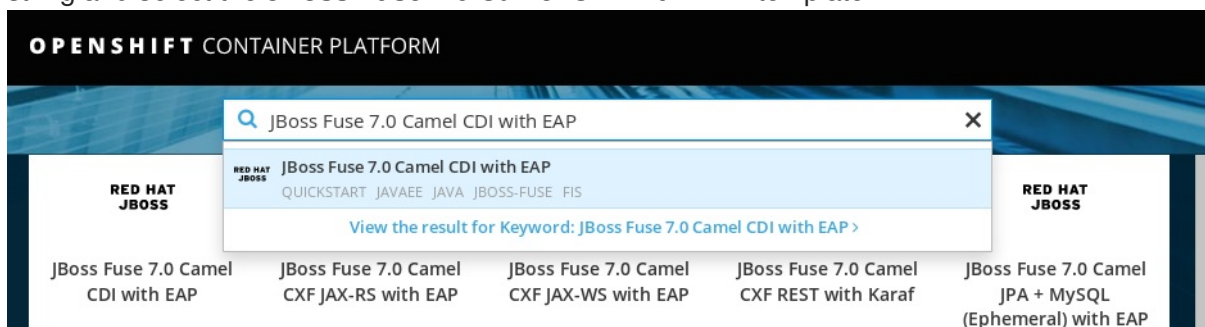 OPENSHIFT CONTAINER PLATFORM
JBoss Fuse 7.0 Camel CDI with EAP
RED HAT JBOSS
JBoss Fuse 7.0 Camel CDI with EAP
QUICKSTART JAVAEE JAVA JBOSS-FUSE FIS
View the result for Keyword: JBoss Fuse 7.0 Camel CDI with EAP >
RED HAT
JBOSS
RED HAT
JBOSS
JBoss Fuse 7.0 Camel
CDI with EAP
JBoss Fuse 7.0 Camel
CXF JAX-RS with EAP
JBoss Fuse 7.0 Camel
CXF JAX-WS with EAP
JBoss Fuse 7.0 Camel
CXF REST with Karaf
JBoss Fuse 7.0 Camel
JPA + MySQL
(Ephemeral) with EAP